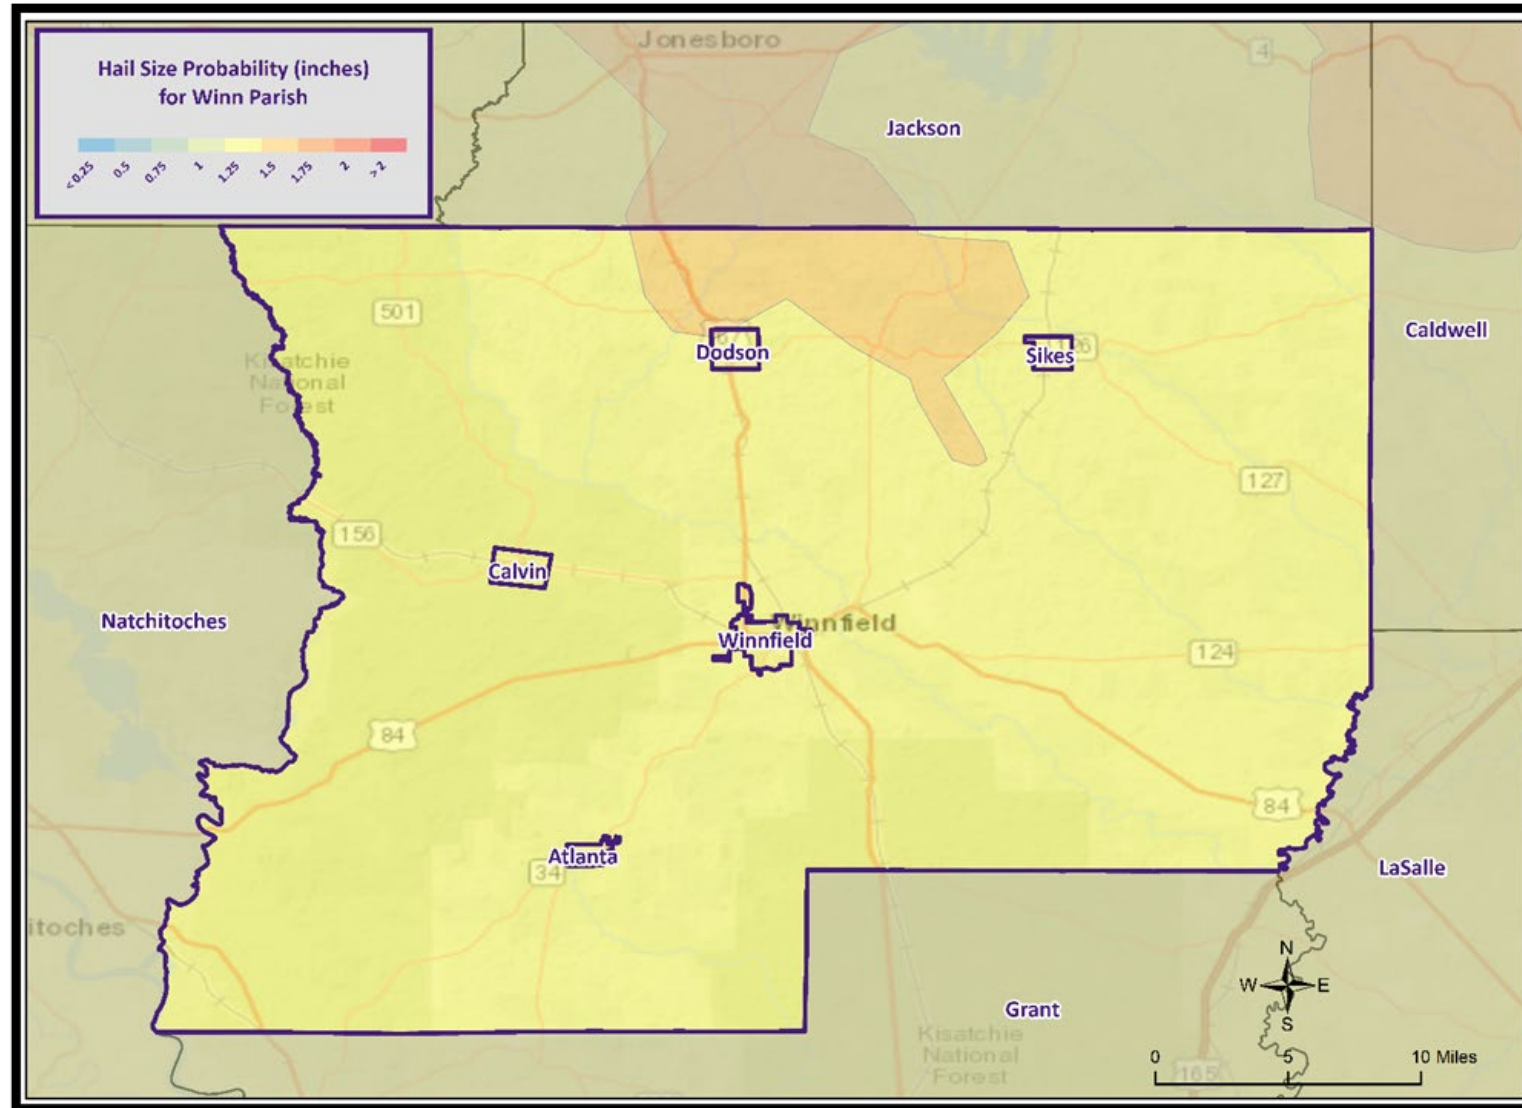 Jonesboro
4
Hail Size Probability (inches)
for Winn Parish
< 0.25
0.5
0.75
1
1.25
1.5
1.75
2
> 2
Jackson
501
Caldwell
Dodson
Sikes
Kisatchie
National
Forest
127
156
Calvin
Natchitoches
Winnfield
Winnfield
124
84
84
Atlanta
34
LaSalle
itoches
N
W
E
S
Grant
Kisatchie
National
Forest
0
5
10 Miles
165